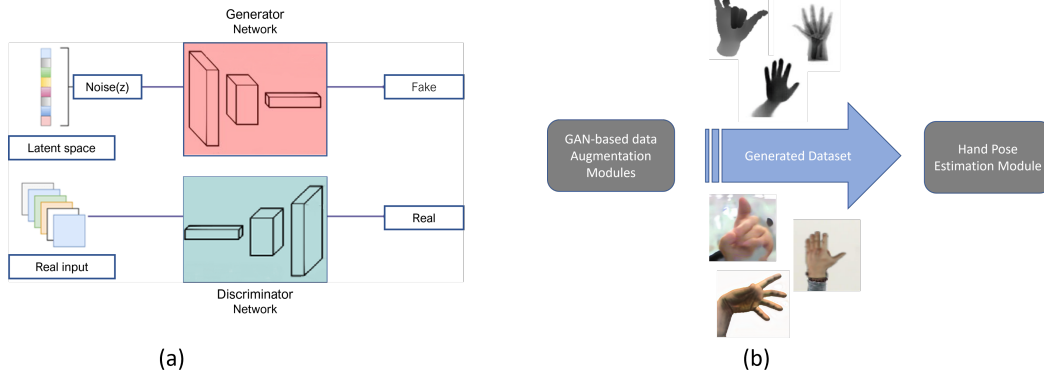 Generator
Network
Noise(z)
Fake
Latent space
Real
Real input
Discriminator
Network
(a)
GAN-based data
Augmentation
Modules
Generated Dataset
Hand Pose
Estimation Module
(b)